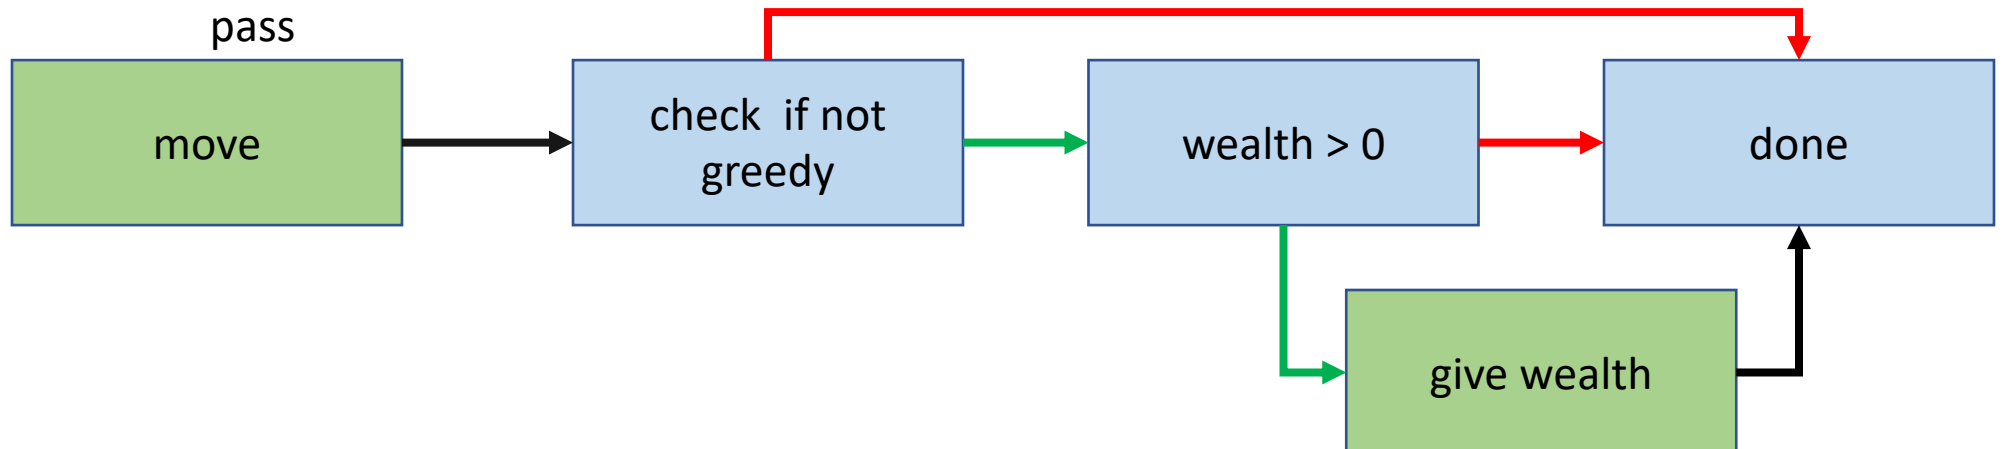 pass
move
check  if not
greedy
wealth > 0
done
give wealth